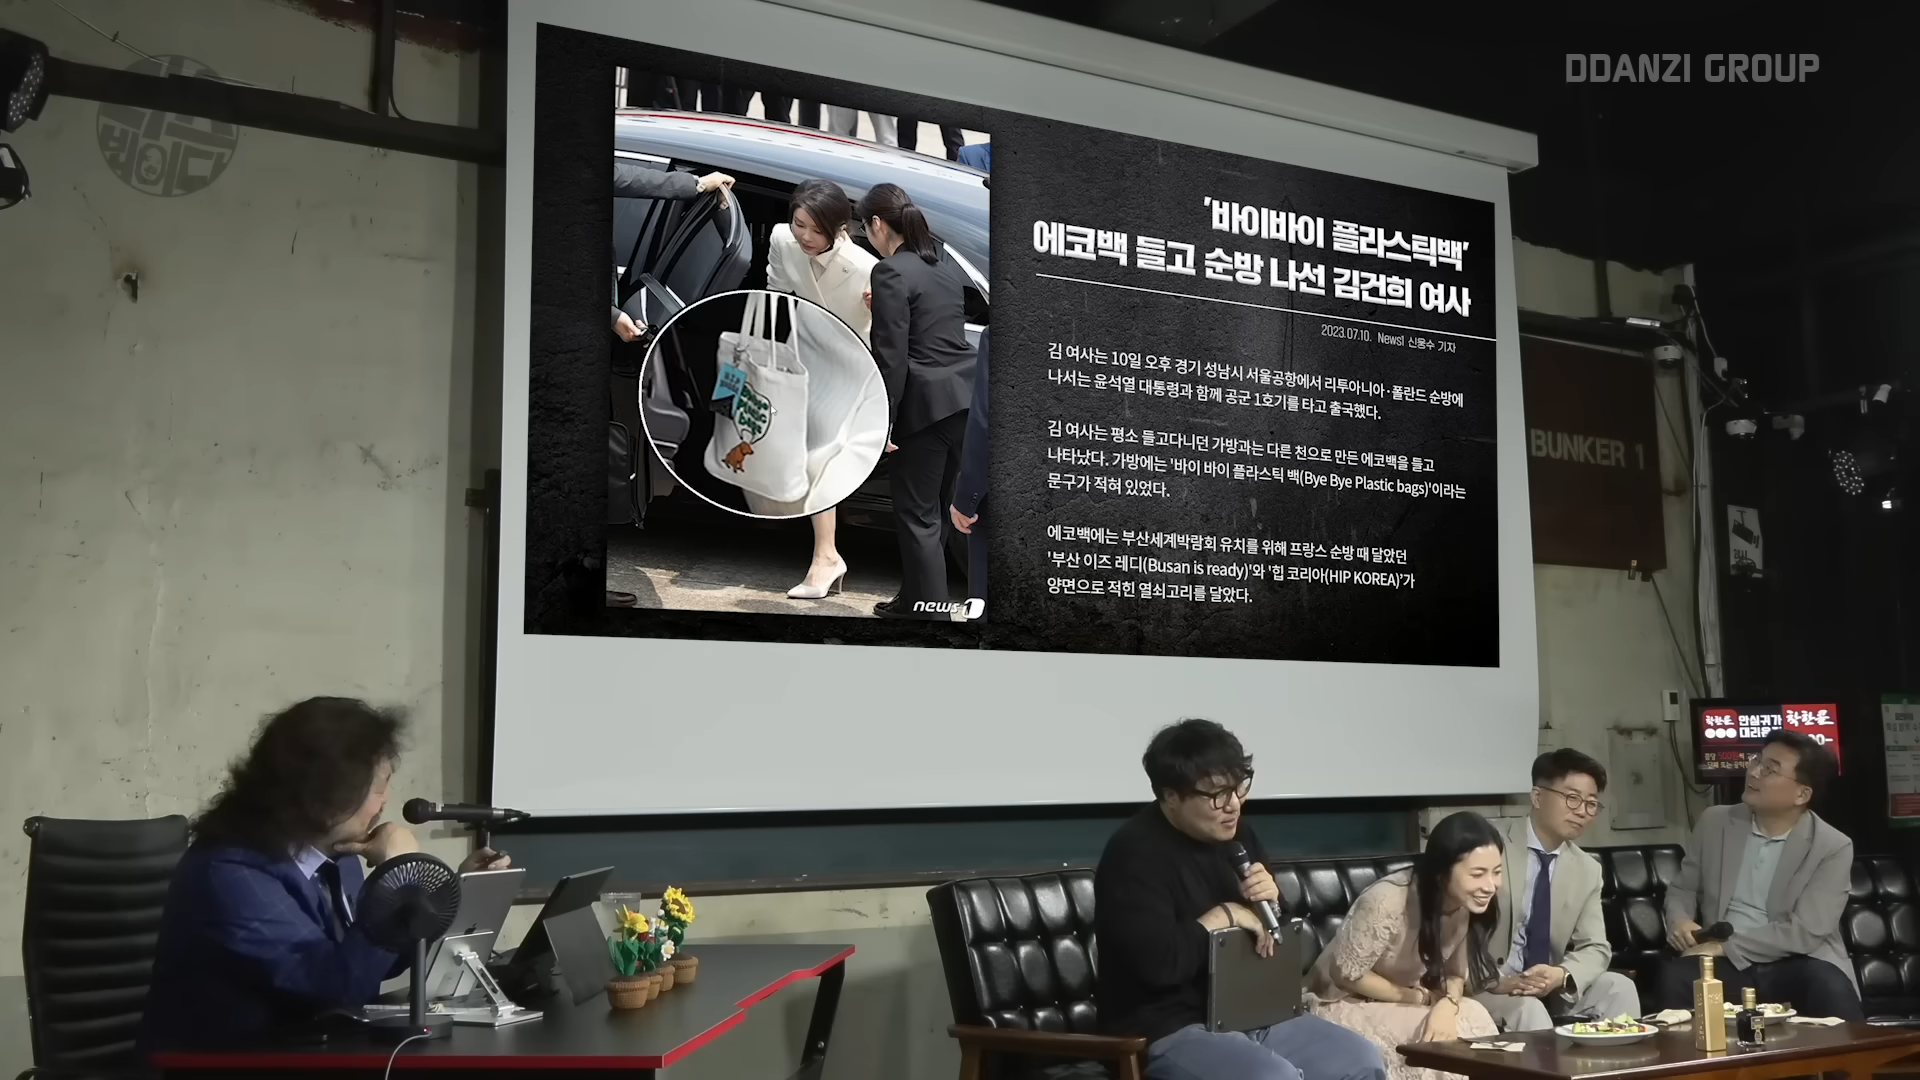 DDANZI GROUP
'바이바이 플라스틱백'
에코백 들고 순방 나선 김건희 여사
2023.07.10. News1 신웅수 기자
김 여사는 10일 오후 경기 성남시 서울공항에서 리투아니아·폴란드 순방에
나서는 윤석열 대통령과 함께 공군 1호기를 타고 출국했다.
김 여사는 평소 들고다니던 가방과는 다른 천으로 만든 에코백을 들고
나타났다. 가방에는 '바이 바이 플라스틱 백(Bye Bye Plastic bags)'이라는
문구가 적혀 있었다.
에코백에는 부산세계박람회 유치를 위해 프랑스 순방 때 달았던
'부산 이즈 레디(Busan is ready)'와 '힙 코리아(HIP KOREA)'가
양면으로 적힌 열쇠고리를 달았다.
news1
BUNKER 1
안심귀가